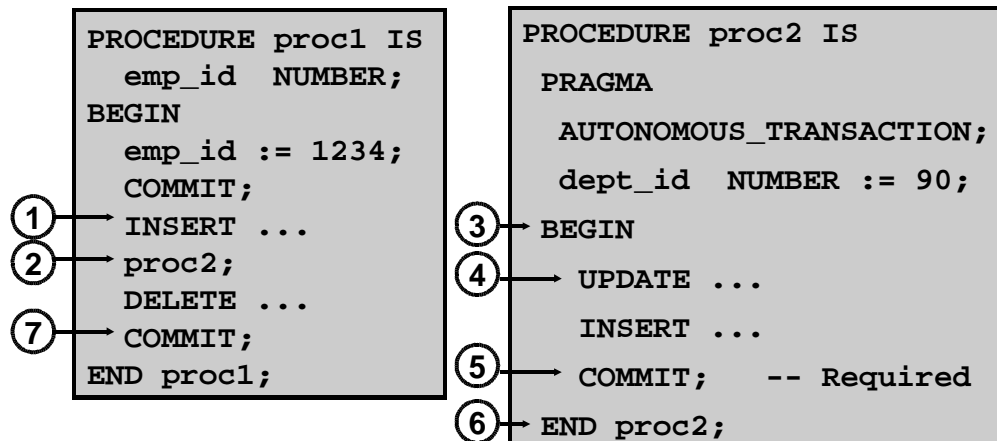 PROCEDURE proc1 IS
emp_id NUMBER;
BEGIN
emp_id := 1234;
COMMIT;
1 INSERT ...
2 proc2;
DELETE ...
7 COMMIT;
END proc1;
PROCEDURE proc2 IS
PRAGMA
AUTONOMOUS_TRANSACTION;
dept_id NUMBER := 90;
3 BEGIN
4 UPDATE ...
INSERT ...
5 COMMIT; -- Required
6 END proc2;